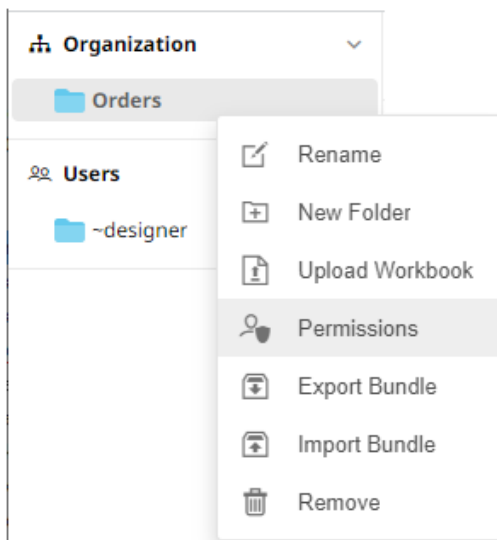 Organization
Orders
Rename
Users
New Folder
~designer
Upload Workbook
Permissions
Export Bundle
Import Bundle
Remove